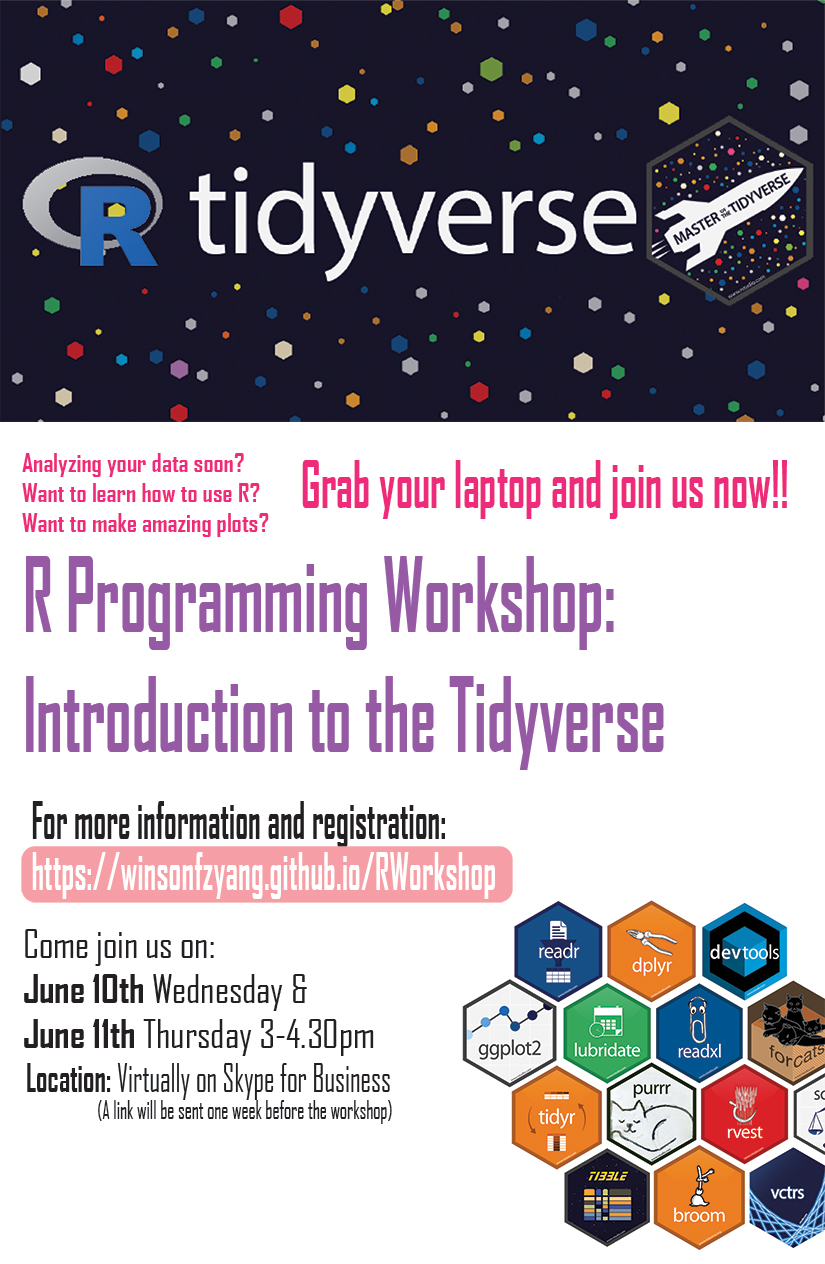 R tidyverse
MASTER OF THE TIDYVERSE
Analyzing your data soon?
Want to learn how to use R?
Want to make amazing plots?
Grab your laptop and join us now!!
R Programming Workshop:
Introduction to the Tidyverse
For more information and registration:
https://winsonfzyang.github.io/RWorkshop
Come join us on:
June 10th Wednesday &
June 11th Thursday 3-4.30pm
Location: Virtually on Skype for Business
(A link will be sent one week before the workshop)
readr
dplyr
devtools
ggplot2
lubridate
readxl
forcats
tidyr
purrr
rvest
sc
TIBBLE
broom
vctrs